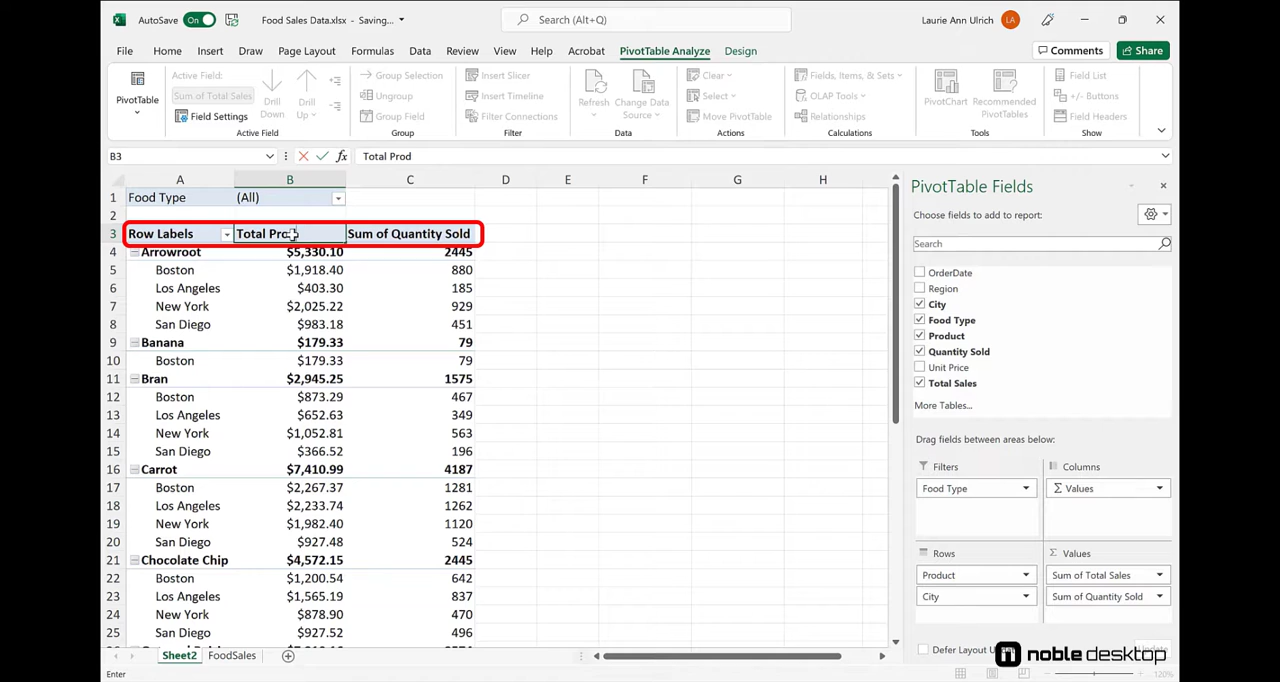 AutoSave On Food Sales Data.xlsx - Saving... Search (Alt+Q) Laurie Ann Ulrich LA
File Home Insert Draw Page Layout Formulas Data Review View Help Acrobat PivotTable Analyze Design Comments Share
PivotTable
Active Field:
Sum of Total Sales
Field Settings
Drill Down
Drill Up
Active Field
Group Selection
Ungroup
Group Field
Group
Insert Slicer
Insert Timeline
Filter Connections
Filter
Refresh
Change Data Source
Data
Clear
Select
Move PivotTable
Actions
Fields, Items, & Sets
OLAP Tools
Relationships
Calculations
PivotChart
Recommended PivotTables
Tools
Field List
+/- Buttons
Field Headers
Show
B3 fx Total Prod
A B C D E F G H
1 Food Type (All)
2
3 Row Labels Total Pro Sum of Quantity Sold
4 Arrowroot $5,330.10 2445
5 Boston $1,918.40 880
6 Los Angeles $403.30 185
7 New York $2,025.22 929
8 San Diego $983.18 451
9 Banana $179.33 79
10 Boston $179.33 79
11 Bran $2,945.25 1575
12 Boston $873.29 467
13 Los Angeles $652.63 349
14 New York $1,052.81 563
15 San Diego $366.52 196
16 Carrot $7,410.99 4187
17 Boston $2,267.37 1281
18 Los Angeles $2,233.74 1262
19 New York $1,982.40 1120
20 San Diego $927.48 524
21 Chocolate Chip $4,572.15 2445
22 Boston $1,200.54 642
23 Los Angeles $1,565.19 837
24 New York $878.90 470
25 San Diego $927.52 496
Sheet2 FoodSales
Enter
PivotTable Fields
Choose fields to add to report:
Search
OrderDate
Region
City
Food Type
Product
Quantity Sold
Unit Price
Total Sales
More Tables...
Drag fields between areas below:
Filters Columns
Food Type Σ Values
Rows Σ Values
Product Sum of Total Sales
City Sum of Quantity Sold
Defer Layout
noble desktop
120%